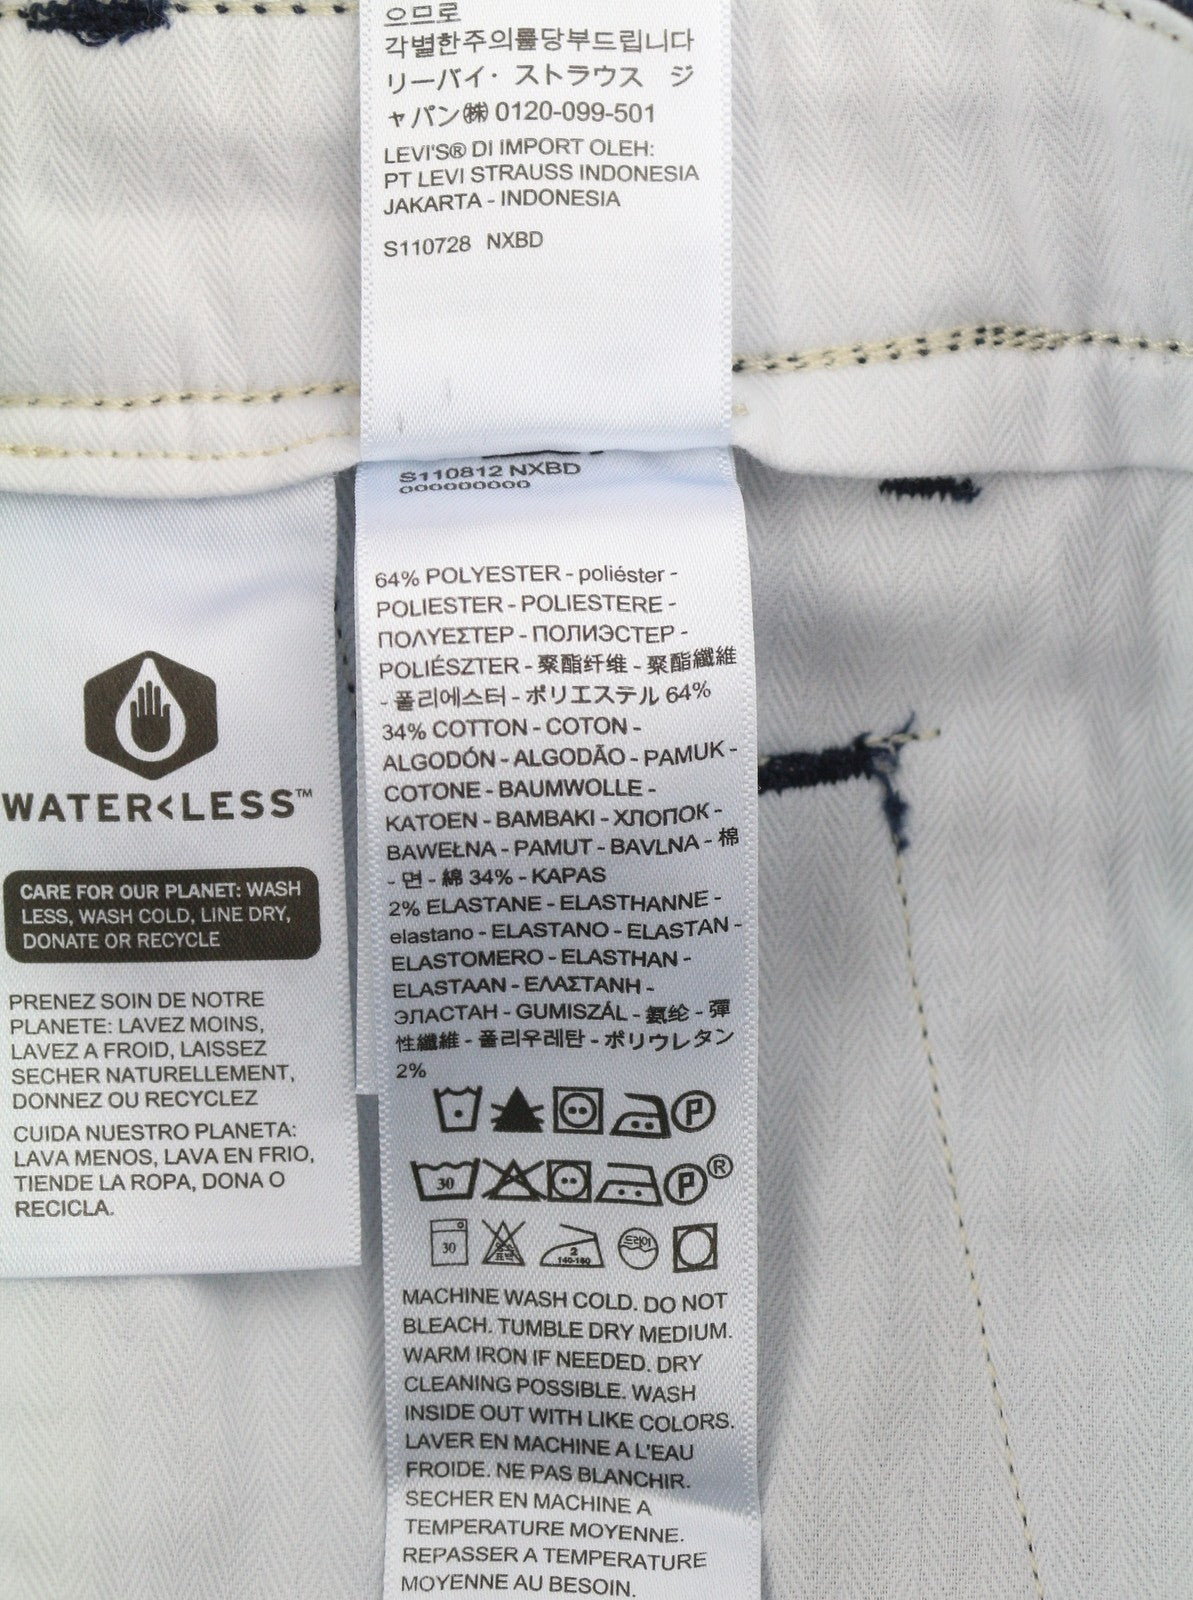 으므로
각별한주의를당부드립니다
リーバイ・ストラウス ジ
ャパン㈱ 0120-099-501
LEVI'S® DI IMPORT OLEH:
PT LEVI STRAUSS INDONESIA
JAKARTA - INDONESIA
S110728 NXBD
S110812 NXBD
000000000
64% POLYESTER - poliéster -
POLIESTER - POLIESTERE -
ΠΟΛΥΕΣΤΕΡ - ПОЛИЭСТЕР -
POLIÉSZTER - 聚酯纤维 - 聚酯纖維
- 폴리에스터 - ポリエステル 64%
34% COTTON - COTON -
ALGODÓN - ALGODÃO - PAMUK -
COTONE - BAUMWOLLE -
KATOEN - BAMBAKI - ХЛОПОК -
BAWEŁNA - PAMUT - BAVLNA - 棉
- 면 - 綿 34% - KAPAS
2% ELASTANE - ELASTHANNE -
elastano - ELASTANO - ELASTAN -
ELASTOMERO - ELASTHAN -
ELASTAAN - ΕΛΑΣΤΑΝΗ -
ЭЛАСТАН - GUMISZÁL - 氨纶 - 彈
性纖維 - 폴리우레탄 - ポリウレタン
2%
P
30 P ®
30 2 140-160 드라이
MACHINE WASH COLD. DO NOT
BLEACH. TUMBLE DRY MEDIUM.
WARM IRON IF NEEDED. DRY
CLEANING POSSIBLE. WASH
INSIDE OUT WITH LIKE COLORS.
LAVER EN MACHINE A L'EAU
FROIDE. NE PAS BLANCHIR.
SECHER EN MACHINE A
TEMPERATURE MOYENNE.
REPASSER A TEMPERATURE
MOYENNE AU BESOIN.
WATER<LESS™
CARE FOR OUR PLANET: WASH
LESS, WASH COLD, LINE DRY,
DONATE OR RECYCLE
PRENEZ SOIN DE NOTRE
PLANETE: LAVEZ MOINS,
LAVEZ A FROID, LAISSEZ
SECHER NATURELLEMENT,
DONNEZ OU RECYCLEZ
CUIDA NUESTRO PLANETA:
LAVA MENOS, LAVA EN FRIO,
TIENDE LA ROPA, DONA O
RECICLA.